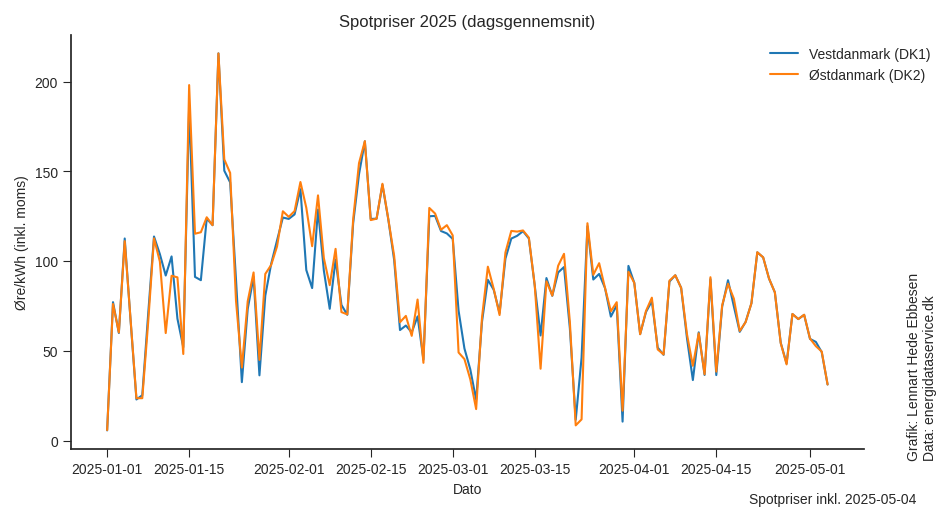 Spotpriser 2025 (dagsgennemsnit)
Vestdanmark (DK1)
Østdanmark (DK2)
Øre/kWh (inkl. moms)
200
150
100
50
0
2025-01-01
2025-01-15
2025-02-01
2025-02-15
2025-03-01
2025-03-15
2025-04-01
2025-04-15
2025-05-01
Dato
Grafik: Lennart Hede Ebbesen
Data: energidataservice.dk
Spotpriser inkl. 2025-05-04